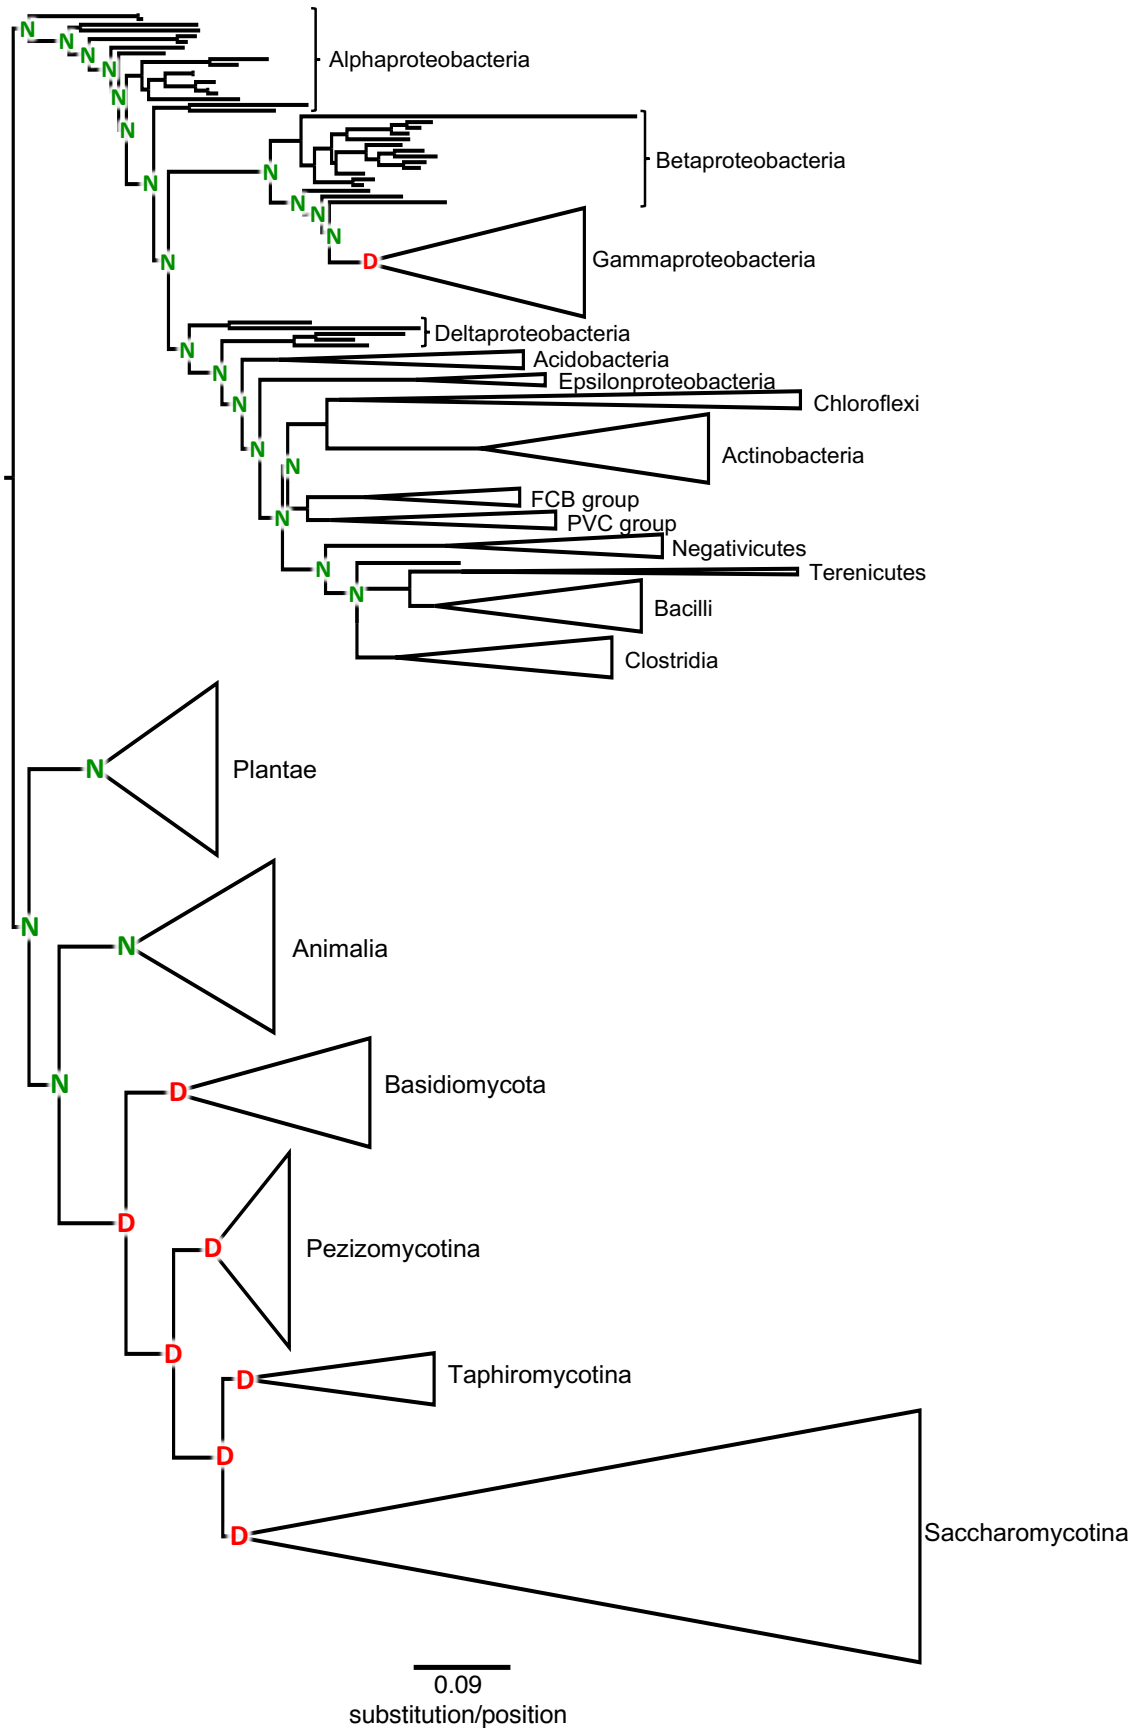 N
Alphaproteobacteria
N
N
N
N
N
Betaproteobacteria
N
N
N
N
N
Gammaproteobacteria
D
N
Deltaproteobacteria
N
Acidobacteria
N
Epsilonproteobacteria
N
Chloroflexi
N
Actinobacteria
N
FCB group
N
PVC group
Negativicutes
N
Terenicutes
N
Bacilli
Clostridia
N
Plantae
N
N
Animalia
N
D
Basidiomycota
D
D
Pezizomycotina
D
D
Taphiromycotina
D
D
Saccharomycotina
0.09
substitution/position